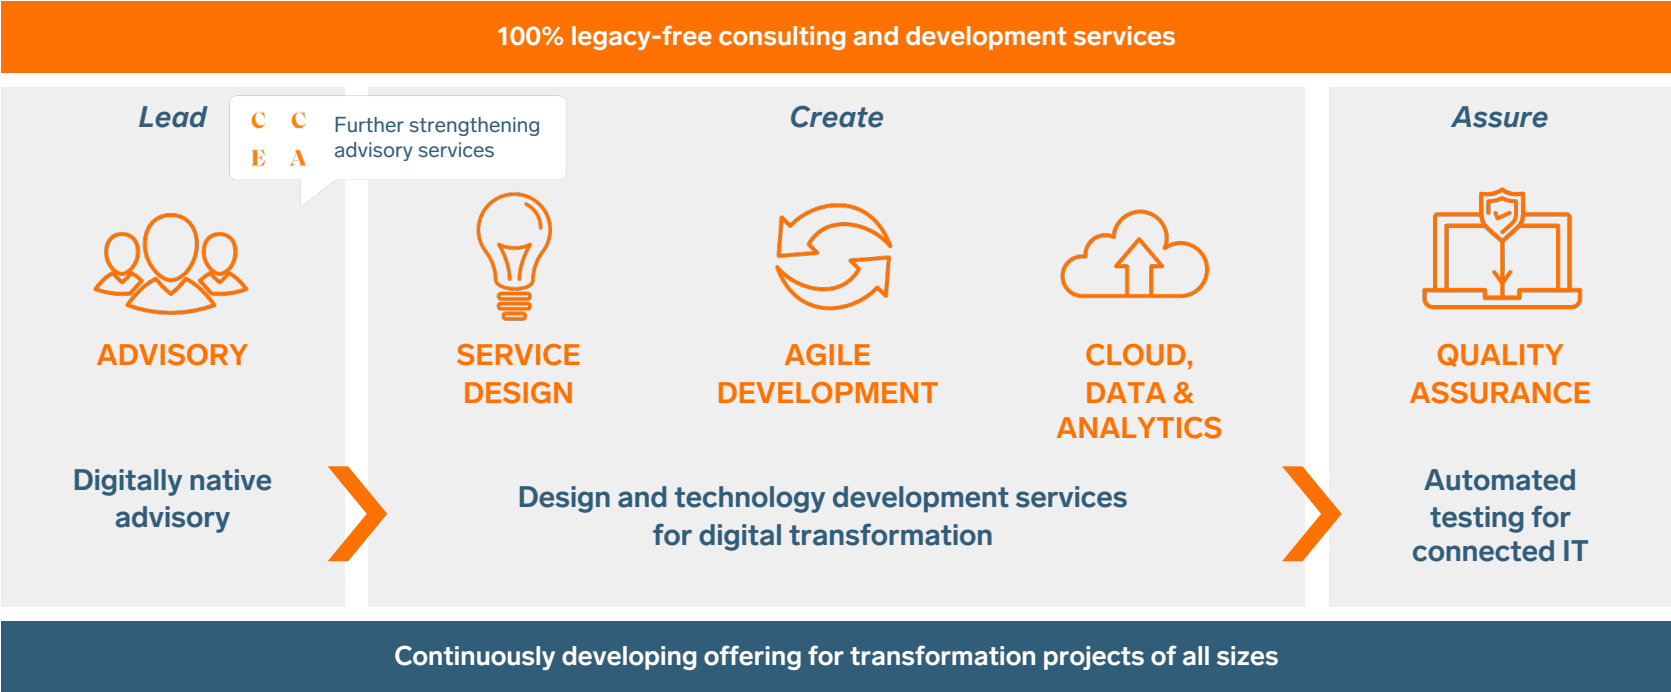 100% legacy-free consulting and development services
Lead
C C
E A
Further strengthening
advisory services
Create
Assure
ADVISORY
SERVICE
DESIGN
AGILE
DEVELOPMENT
CLOUD,
DATA &
ANALYTICS
QUALITY
ASSURANCE
Digitally native
advisory
Design and technology development services
for digital transformation
Automated
testing for
connected IT
Continuously developing offering for transformation projects of all sizes